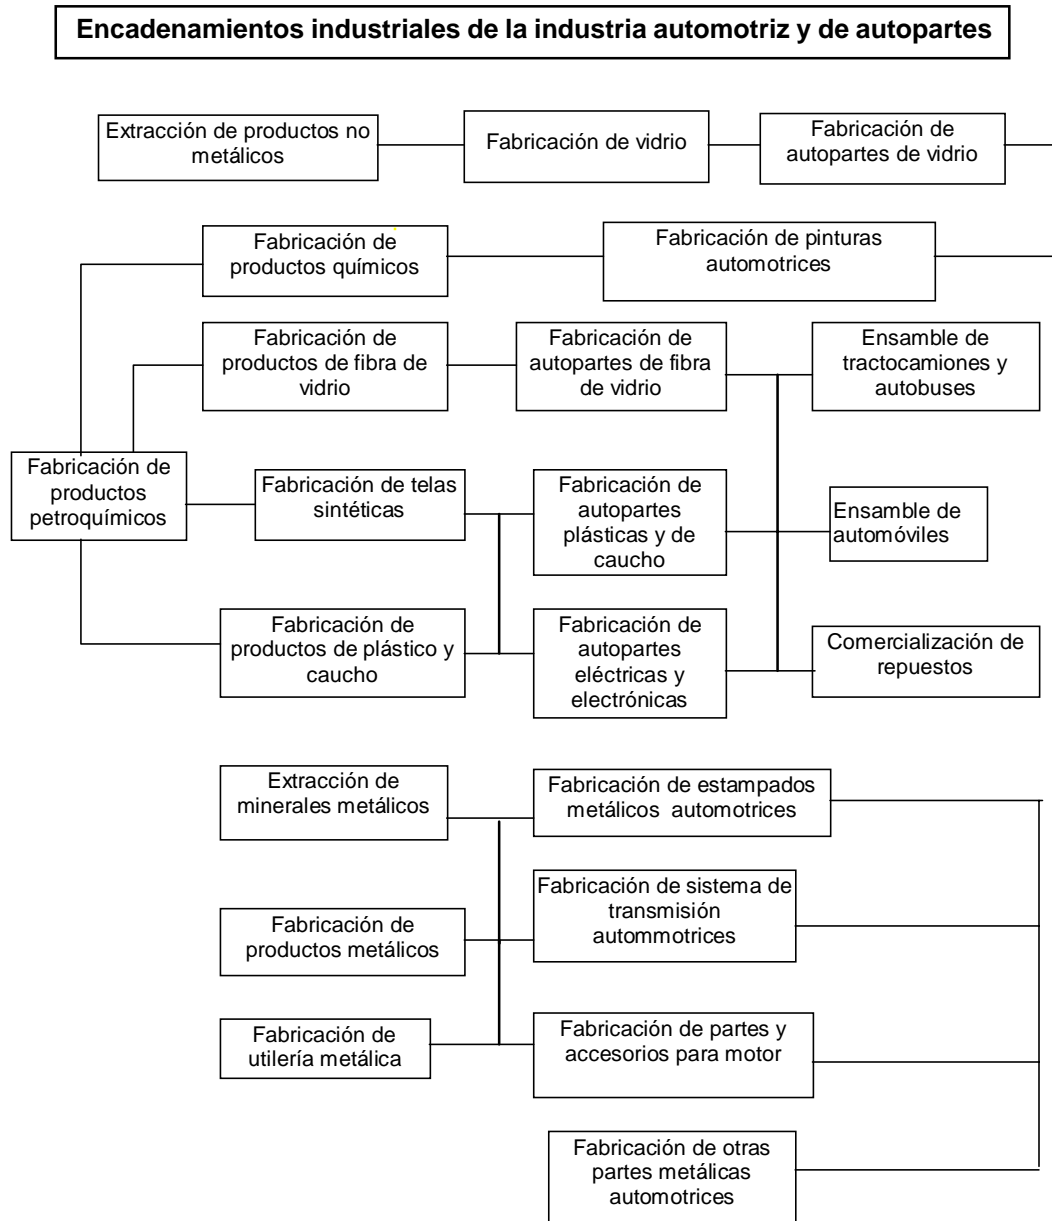 Encadenamientos industriales de la industria automotriz y de autopartes
Extracción de productos no
metálicos
Fabricación de vidrio
Fabricación de
autopartes de vidrio
Fabricación de
productos químicos
Fabricación de pinturas
automotrices
Fabricación de
productos de fibra de
vidrio
Fabricación de
autopartes de fibra
de vidrio
Ensamble de
tractocamiones y
autobuses
Fabricación de
productos
petroquímicos
Fabricación de telas
sintéticas
Fabricación de
autopartes
plásticas y de
caucho
Ensamble de
automóviles
Fabricación de
productos de plástico y
caucho
Fabricación de
autopartes
eléctricas y
electrónicas
Comercialización de
repuestos
Extracción de
minerales metálicos
Fabricación de estampados
metálicos automotrices
Fabricación de
productos metálicos
Fabricación de sistema de
transmisión
autommotrices
Fabricación de
utilería metálica
Fabricación de partes y
accesorios para motor
Fabricación de otras
partes metálicas
automotrices